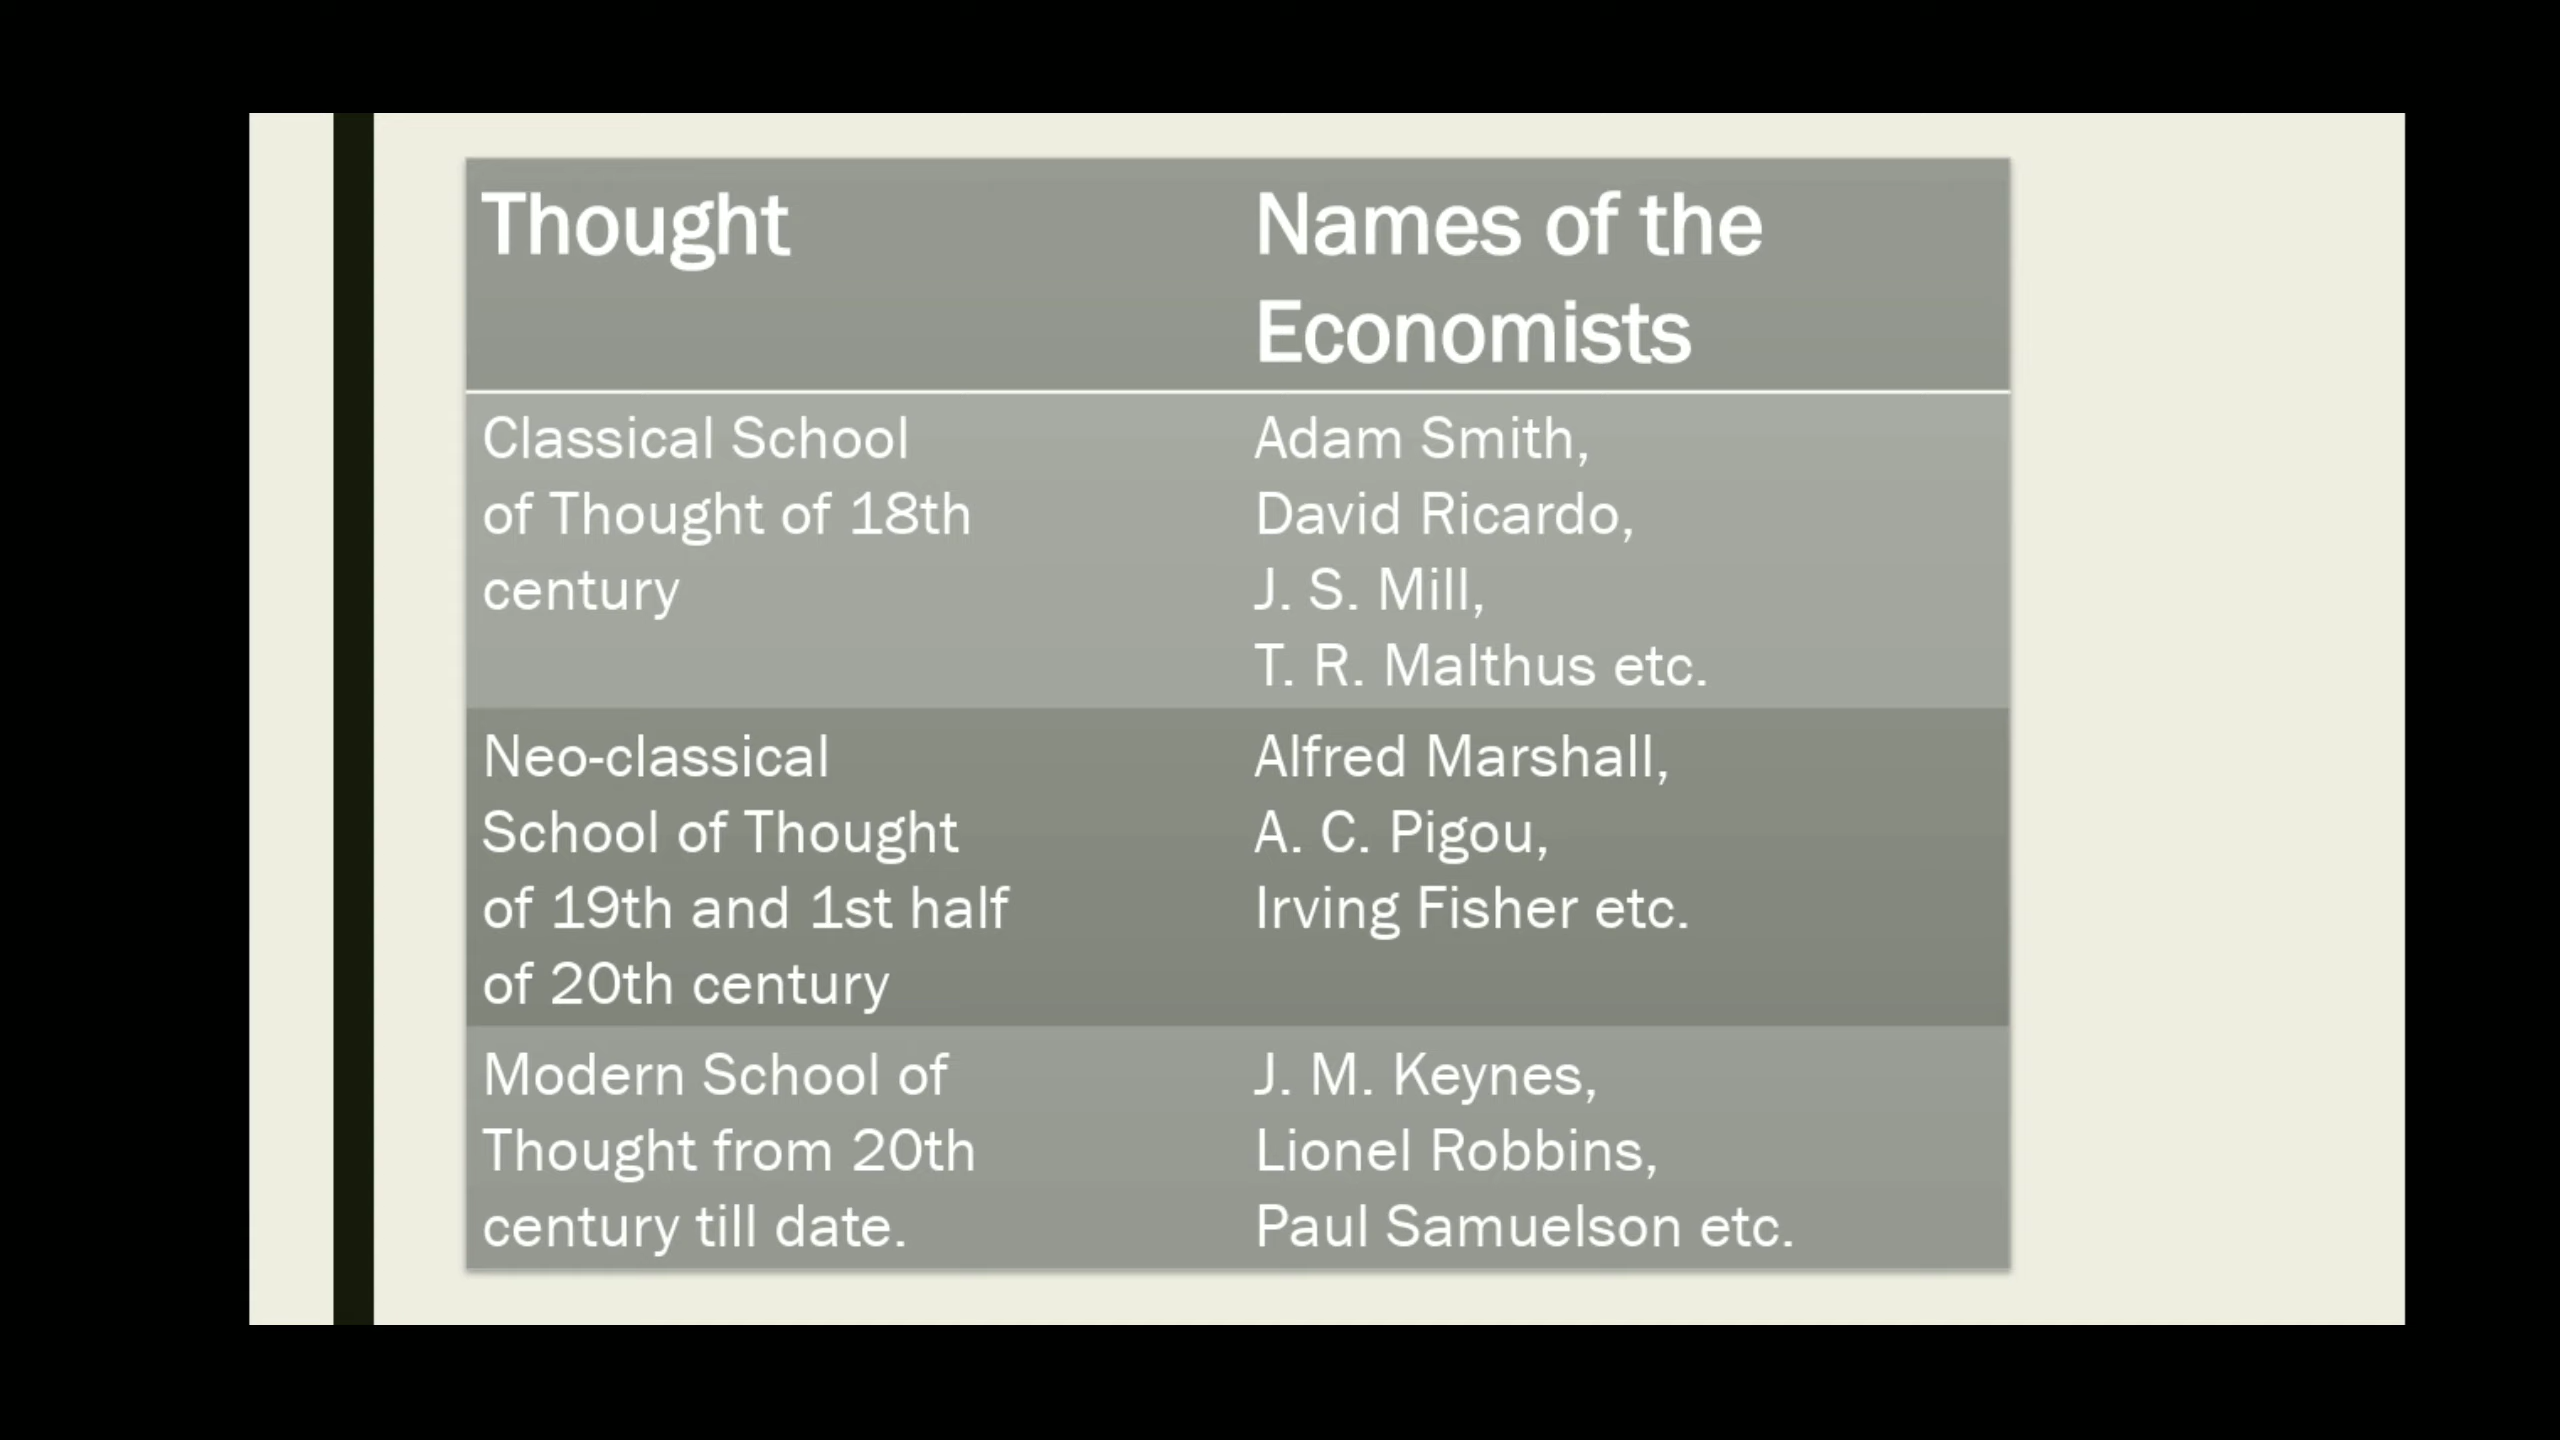 Thought
Names of the
Economists
Classical School
of Thought of 18th
century
Adam Smith,
David Ricardo,
J. S. Mill,
T. R. Malthus etc.
Neo-classical
School of Thought
of 19th and 1st half
of 20th century
Alfred Marshall,
A. C. Pigou,
Irving Fisher etc.
Modern School of
Thought from 20th
century till date.
J. M. Keynes,
Lionel Robbins,
Paul Samuelson etc.